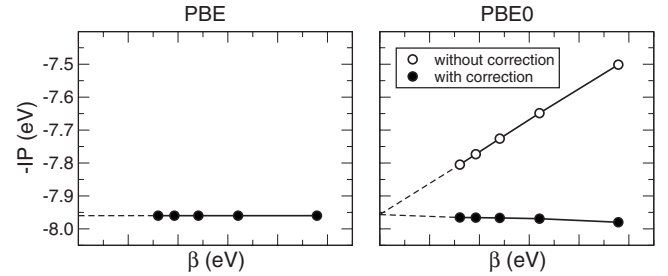 PBE
PBE0
-IP (eV)
-7.5
-7.6
-7.7
-7.8
-7.9
-8.0
without correction
with correction
β (eV)
β (eV)